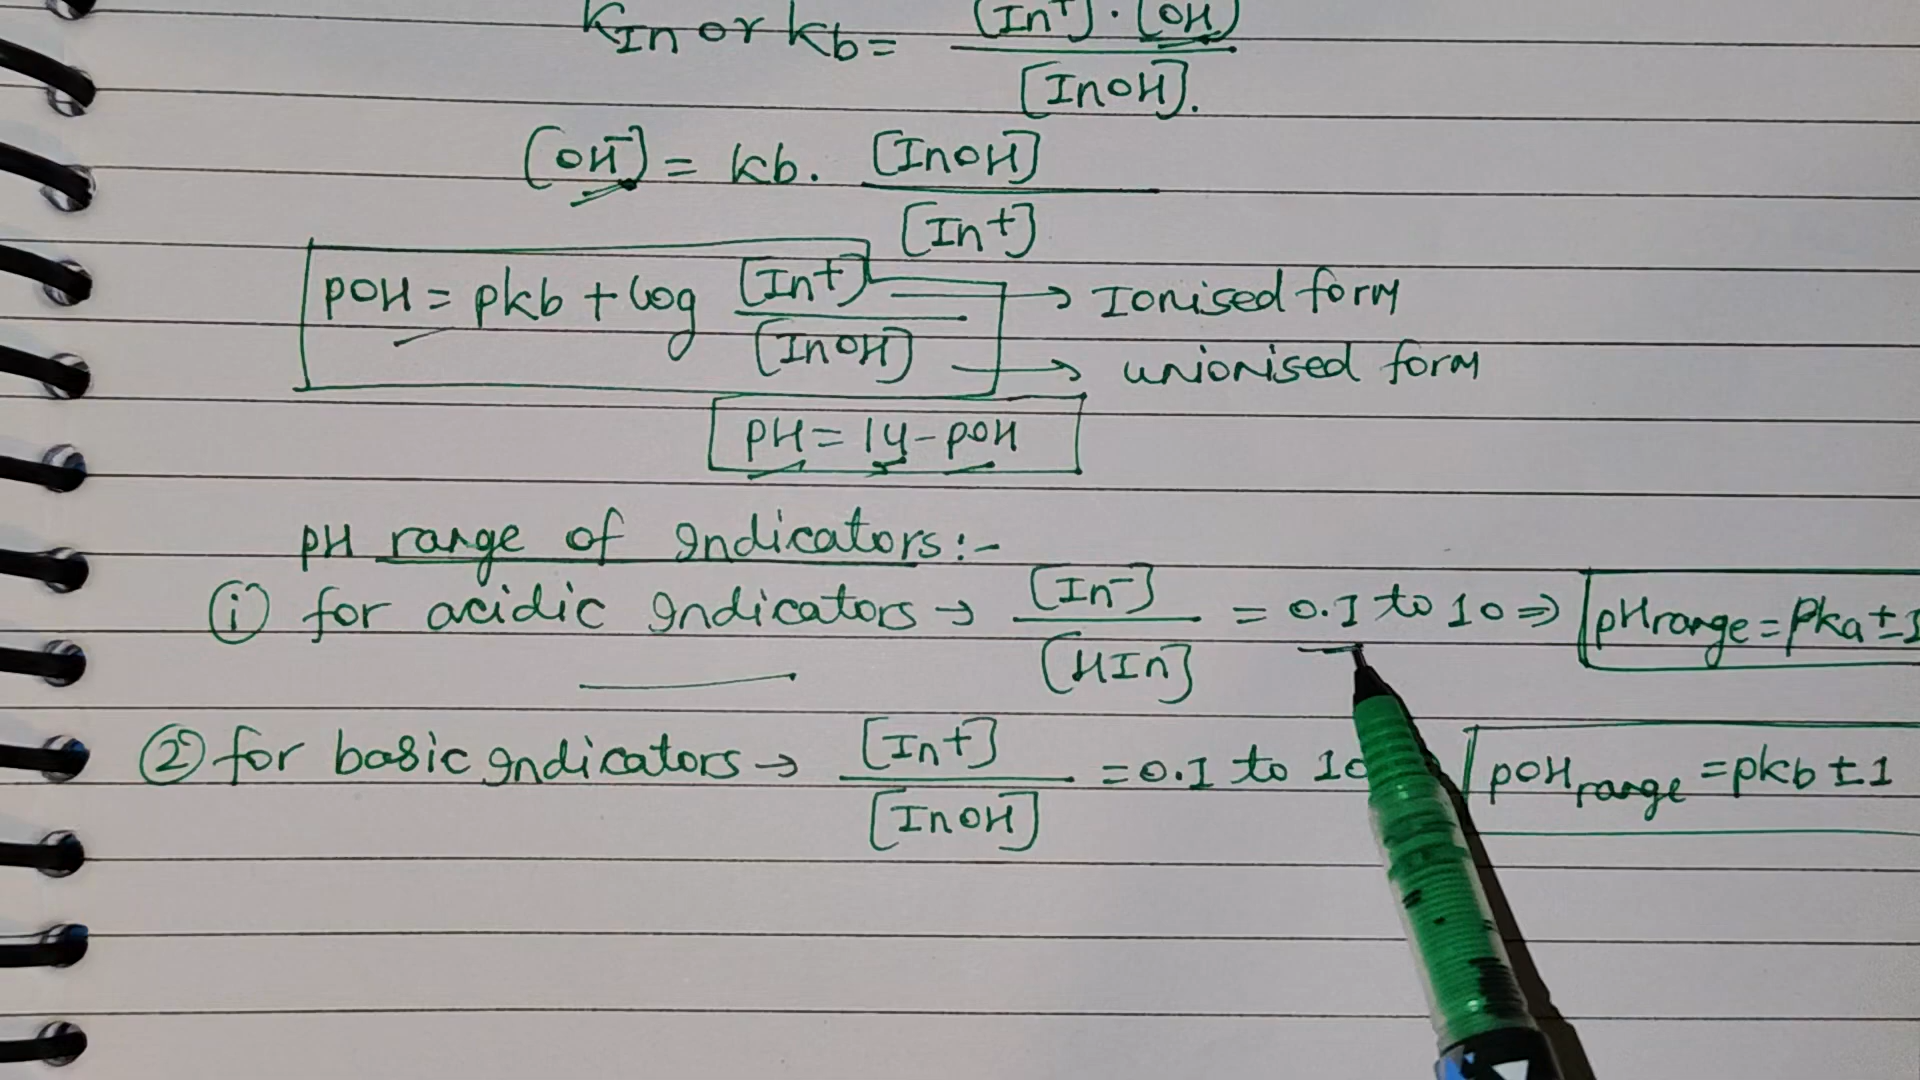 KIn or kb = [In+]·[OH]
[InOH].
[OH-] = kb. [InOH]
[In+]
pOH = pkb + log [In+] → Ionised form
[InOH] → unionised form
pH = 14 - pOH
pH range of Indicators:-
① for acidic Indicators → [In-] = 0.1 to 10 ⇒ pHrange = pka ± 1
[HIn]
② for basic Indicators → [In+] = 0.1 to 10 pOHrange = pkb ± 1
[InOH]